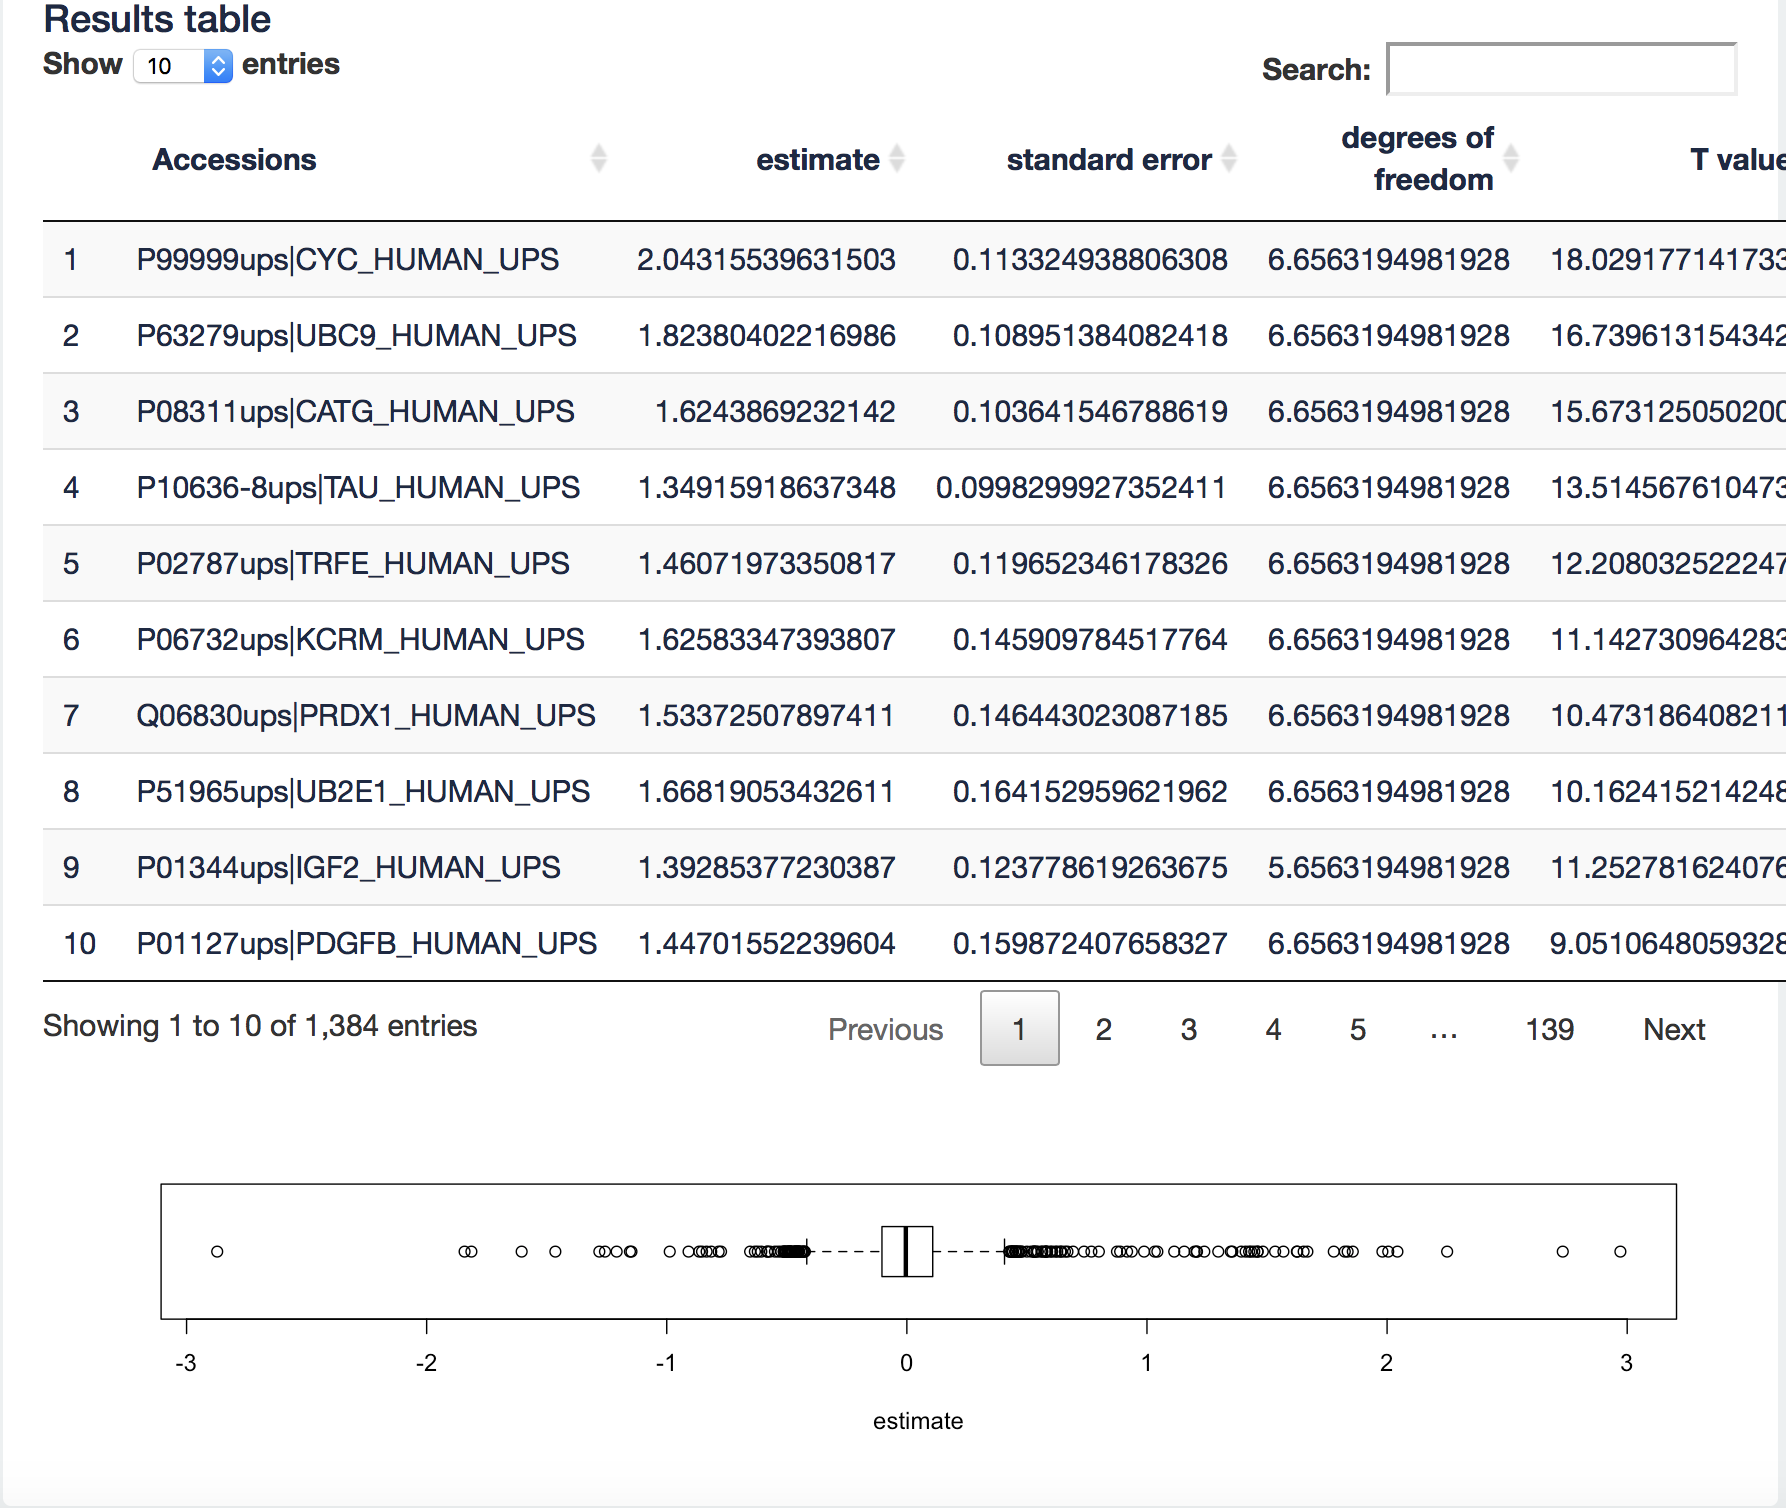 Results table
Show 10 entries
Search:
Accessions estimate standard error degrees of freedom T value
1 P99999ups|CYC_HUMAN_UPS 2.04315539631503 0.113324938806308 6.6563194981928 18.029177141733
2 P63279ups|UBC9_HUMAN_UPS 1.82380402216986 0.108951384082418 6.6563194981928 16.739613154342
3 P08311ups|CATG_HUMAN_UPS 1.6243869232142 0.103641546788619 6.6563194981928 15.673125050200
4 P10636-8ups|TAU_HUMAN_UPS 1.34915918637348 0.0998299927352411 6.6563194981928 13.514567610473
5 P02787ups|TRFE_HUMAN_UPS 1.46071973350817 0.119652346178326 6.6563194981928 12.208032522247
6 P06732ups|KCRM_HUMAN_UPS 1.62583347393807 0.145909784517764 6.6563194981928 11.142730964283
7 Q06830ups|PRDX1_HUMAN_UPS 1.53372507897411 0.146443023087185 6.6563194981928 10.473186408211
8 P51965ups|UB2E1_HUMAN_UPS 1.66819053432611 0.164152959621962 6.6563194981928 10.162415214248
9 P01344ups|IGF2_HUMAN_UPS 1.39285377230387 0.123778619263675 5.6563194981928 11.252781624076
10 P01127ups|PDGFB_HUMAN_UPS 1.44701552239604 0.159872407658327 6.6563194981928 9.0510648059328
Showing 1 to 10 of 1,384 entries
Previous 1 2 3 4 5 ... 139 Next
-3 -2 -1 0 1 2 3
estimate